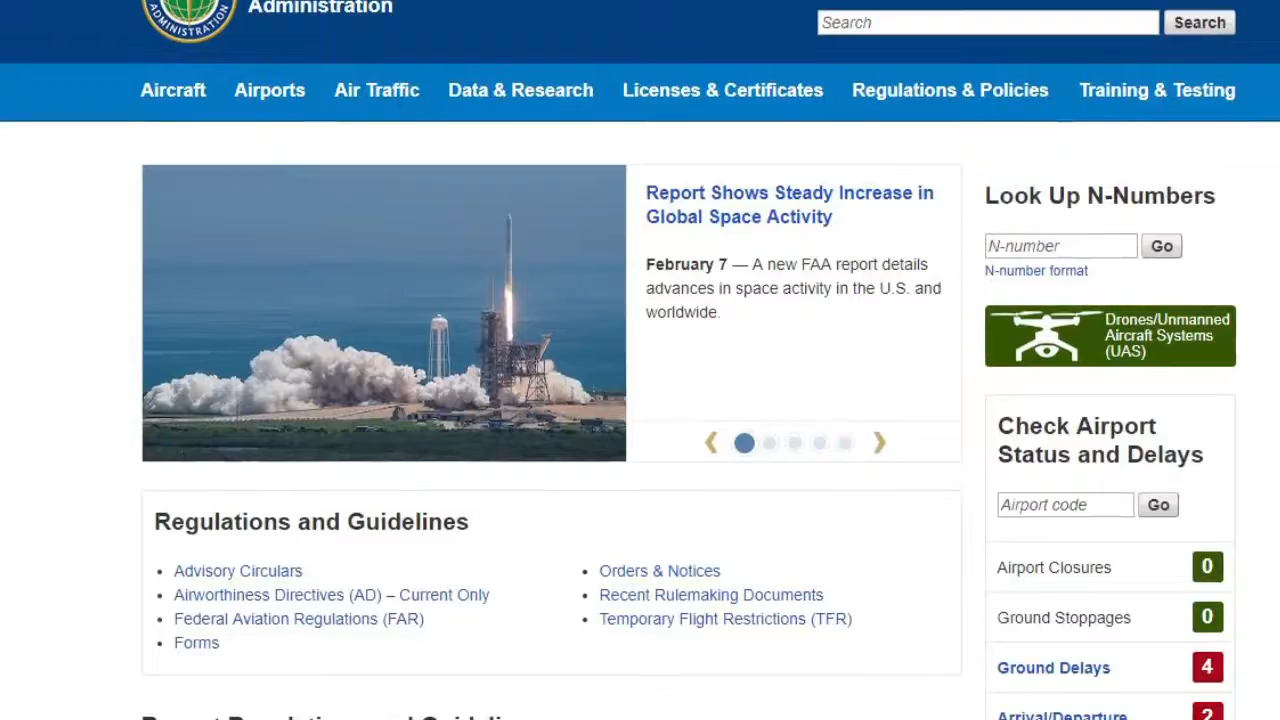 Administration
ADMINISTRATION
Search
Search
Aircraft
Airports
Air Traffic
Data & Research
Licenses & Certificates
Regulations & Policies
Training & Testing
Report Shows Steady Increase in
Global Space Activity
February 7 — A new FAA report details
advances in space activity in the U.S. and
worldwide.
Look Up N-Numbers
N-number
Go
N-number format
Drones/Unmanned
Aircraft Systems
(UAS)
Check Airport
Status and Delays
Airport code
Go
Airport Closures 0
Ground Stoppages 0
Ground Delays 4
Arrival/Departure 2
Regulations and Guidelines
Advisory Circulars
Airworthiness Directives (AD) – Current Only
Federal Aviation Regulations (FAR)
Forms
Orders & Notices
Recent Rulemaking Documents
Temporary Flight Restrictions (TFR)